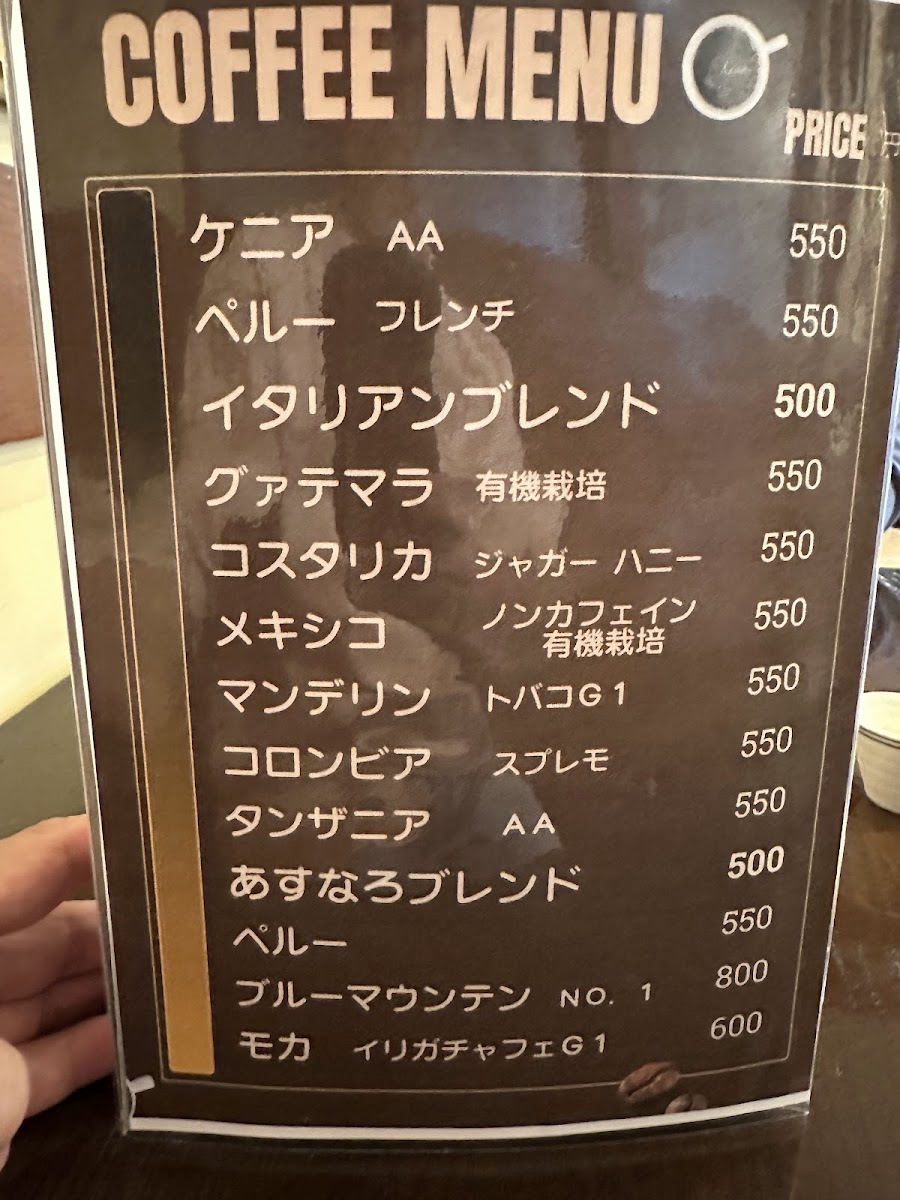 COFFEE MENU
PRICE 円
ケニア AA 550
ペルー フレンチ 550
イタリアンブレンド 500
グァテマラ 有機栽培 550
コスタリカ ジャガー ハニー 550
メキシコ ノンカフェイン 有機栽培 550
マンデリン トバコG1 550
コロンビア スプレモ 550
タンザニア AA 550
あすなろブレンド 500
ペルー 550
ブルーマウンテン NO. 1 800
モカ イリガチャフェG1 600